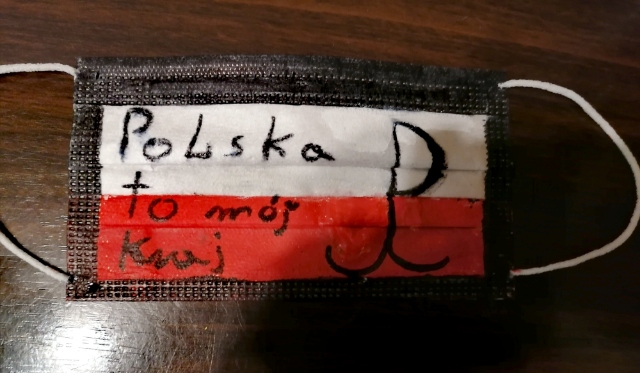 PoLska
to mój
Kraj